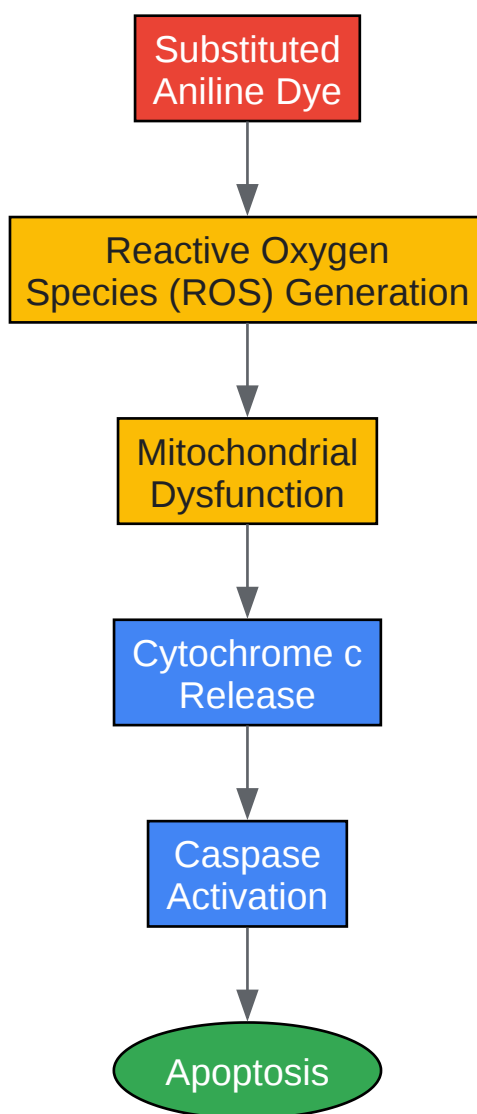 Substituted
Aniline Dye
Reactive Oxygen
Species (ROS) Generation
Mitochondrial
Dysfunction
Cytochrome c
Release
Caspase
Activation
Apoptosis